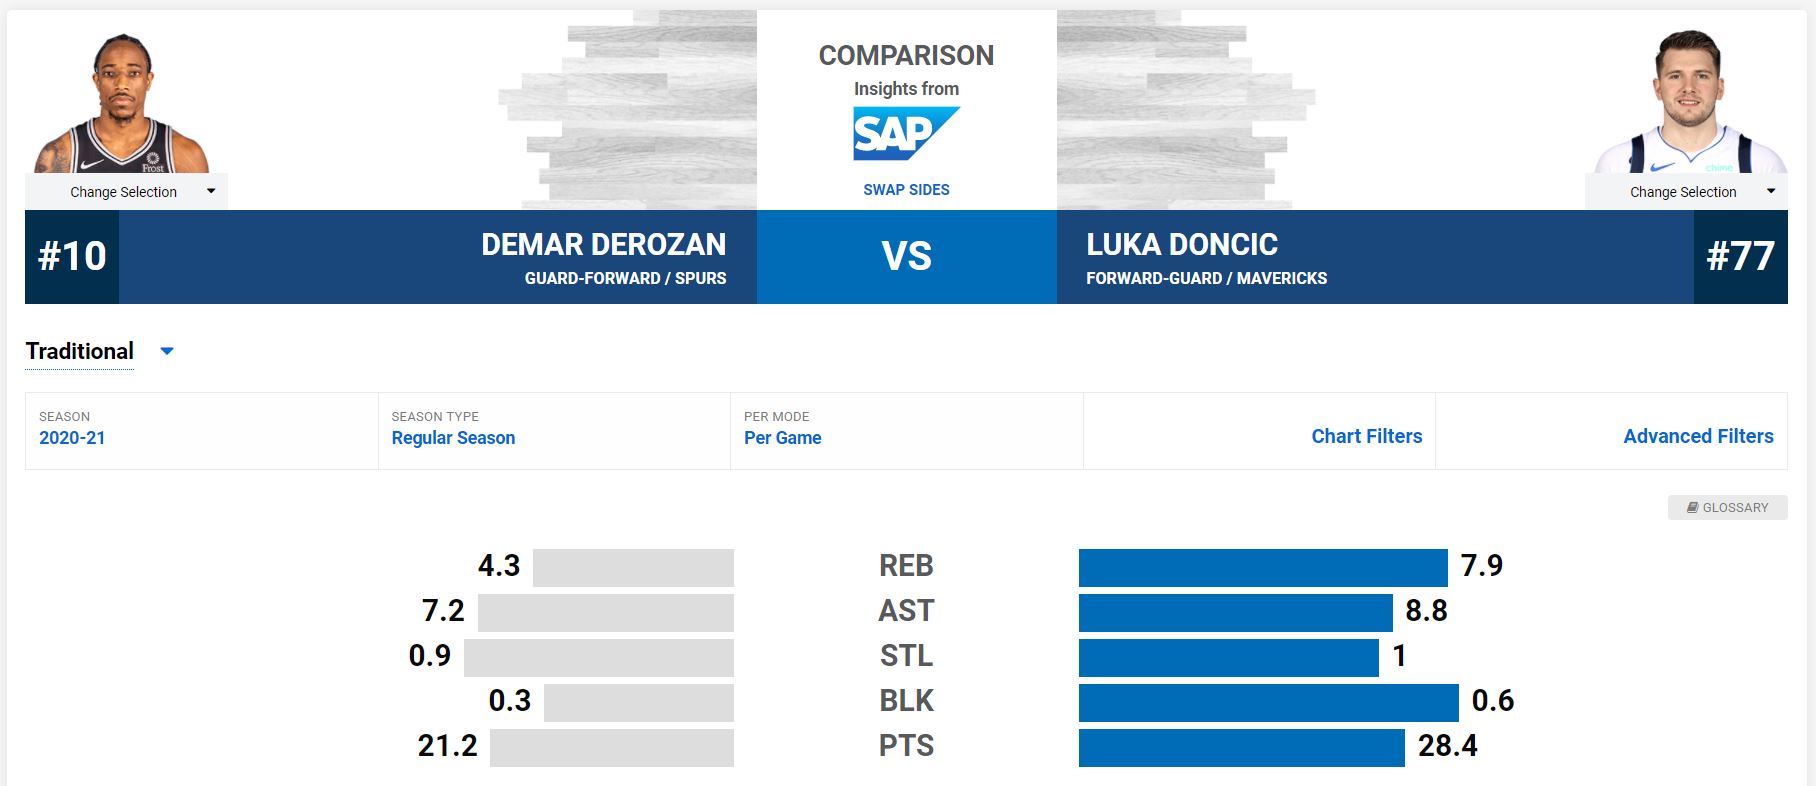 COMPARISON
Insights from
SAP
SWAP SIDES
Frost
chime
Change Selection
Change Selection
#10
DEMAR DEROZAN
GUARD-FORWARD / SPURS
VS
LUKA DONCIC
FORWARD-GUARD / MAVERICKS
#77
Traditional
SEASON
2020-21
SEASON TYPE
Regular Season
PER MODE
Per Game
Chart Filters
Advanced Filters
GLOSSARY
4.3 REB 7.9
7.2 AST 8.8
0.9 STL 1
0.3 BLK 0.6
21.2 PTS 28.4